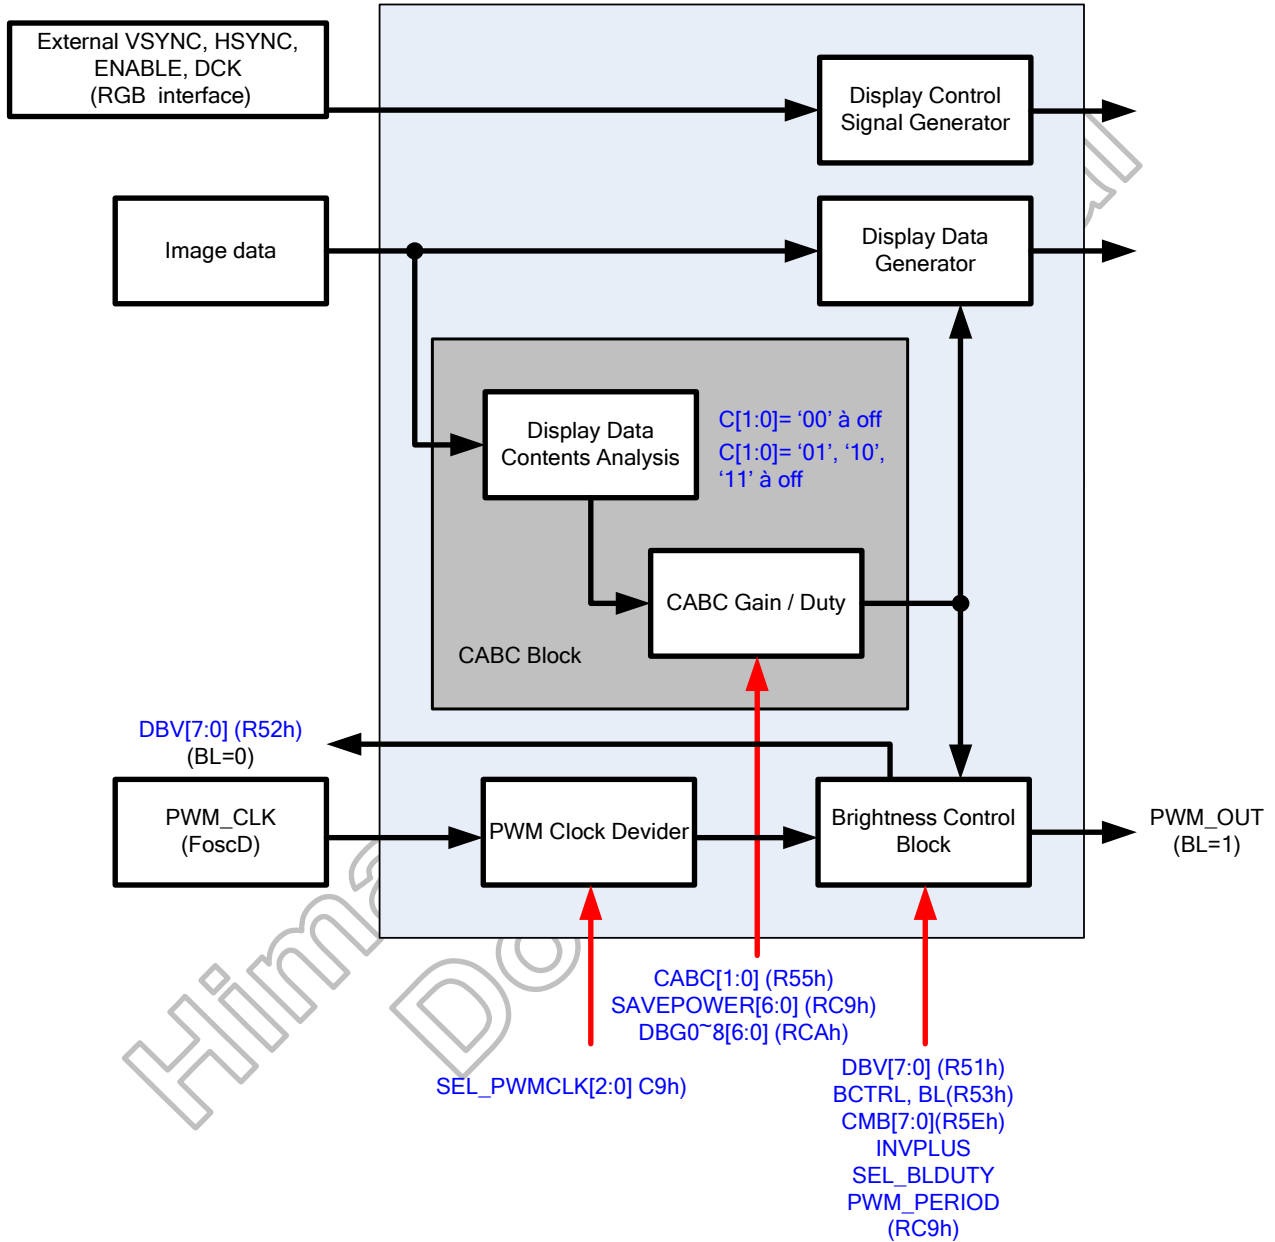 External VSYNC, HSYNC,
ENABLE, DCK
(RGB interface)
Display Control
Signal Generator
Image data
Display Data
Generator
Display Data
Contents Analysis
C[1:0]= ‘00’ à off
C[1:0]= ‘01’, ‘10’,
‘11’ à off
CABC Gain / Duty
CABC Block
DBV[7:0] (R52h)
(BL=0)
PWM_CLK
(FoscD)
PWM Clock Devider
Brightness Control
Block
PWM_OUT
(BL=1)
CABC[1:0] (R55h)
SAVEPOWER[6:0] (RC9h)
DBG0~8[6:0] (RCAh)
SEL_PWMCLK[2:0] C9h)
DBV[7:0] (R51h)
BCTRL, BL(R53h)
CMB[7:0](R5Eh)
INVPLUS
SEL_BLDUTY
PWM_PERIOD
(RC9h)